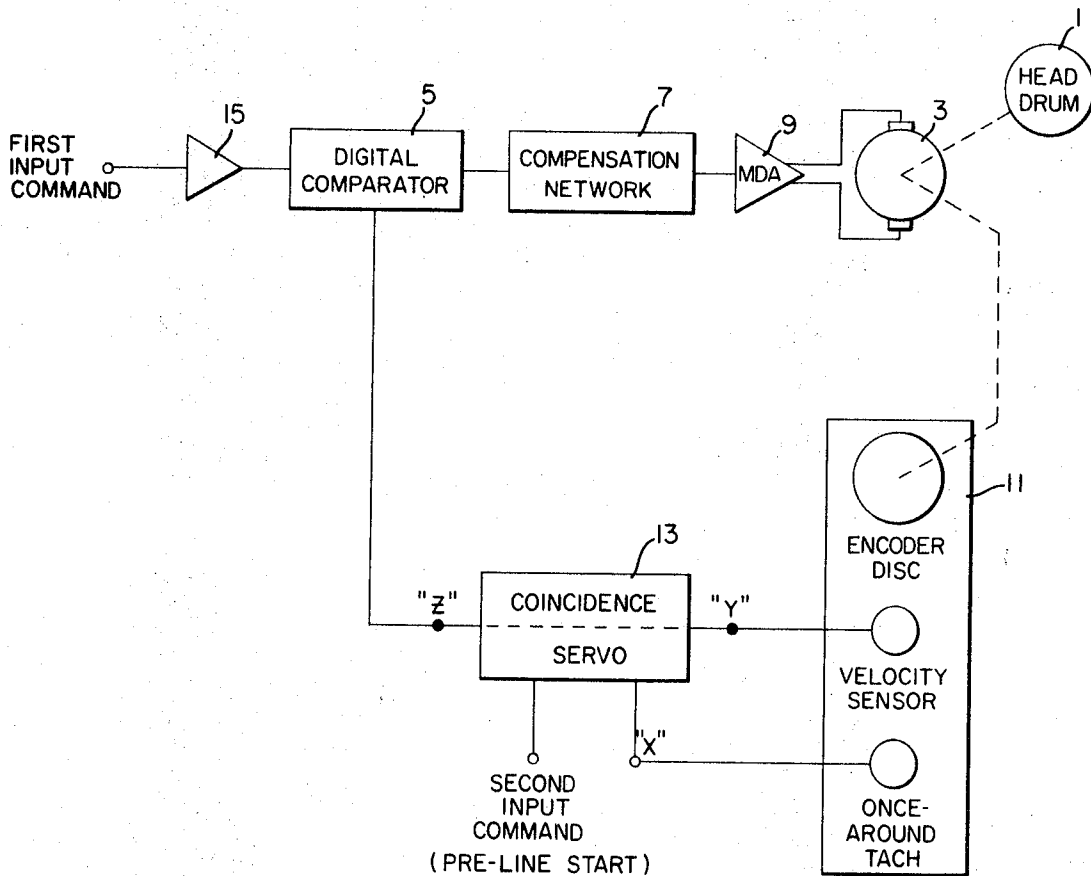 1
HEAD
DRUM
15
5
7
9
3
FIRST
INPUT
COMMAND
DIGITAL
COMPARATOR
COMPENSATION
NETWORK
MDA
11
ENCODER
DISC
13
"Z"
COINCIDENCE
SERVO
"Y"
VELOCITY
SENSOR
"X"
SECOND
INPUT
COMMAND
(PRE-LINE START)
ONCE-
AROUND
TACH